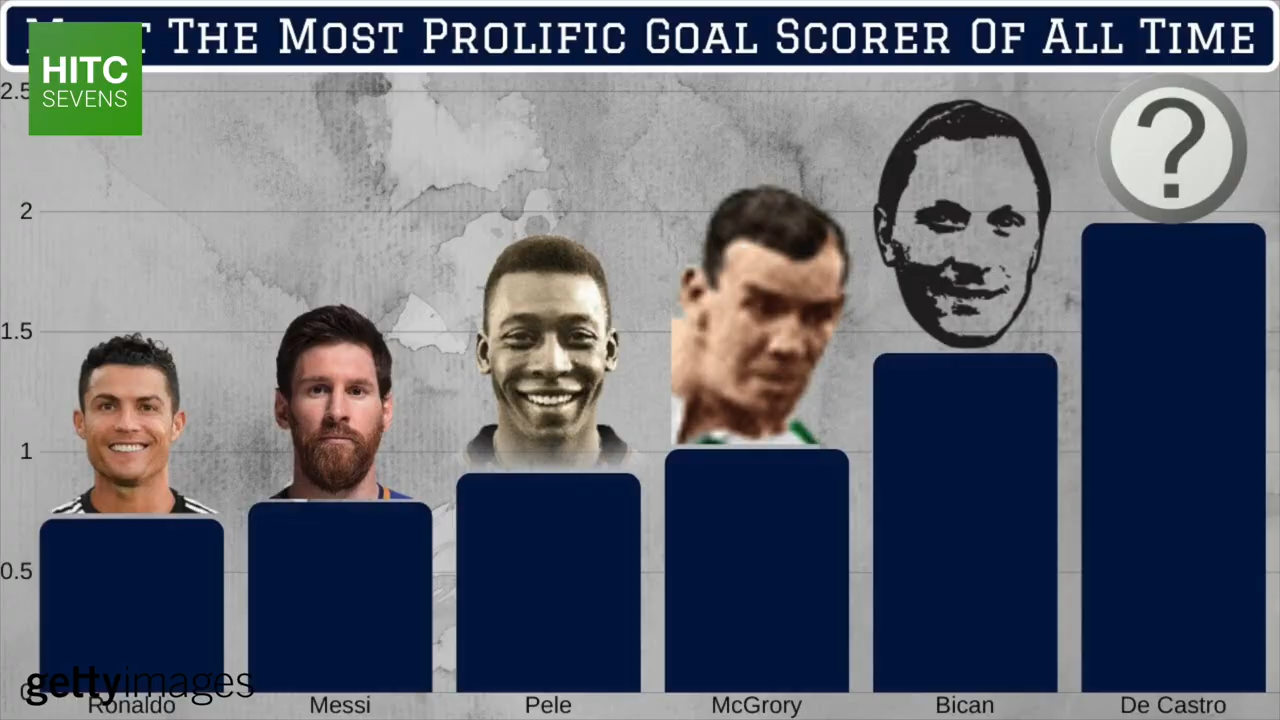 THE MOST PROLIFIC GOAL SCORER OF ALL TIME
HITC
SEVENS
2.5
2
1.5
1
0.5
?
gettyimages
Ronaldo
Messi
Pele
McGrory
Bican
De Castro